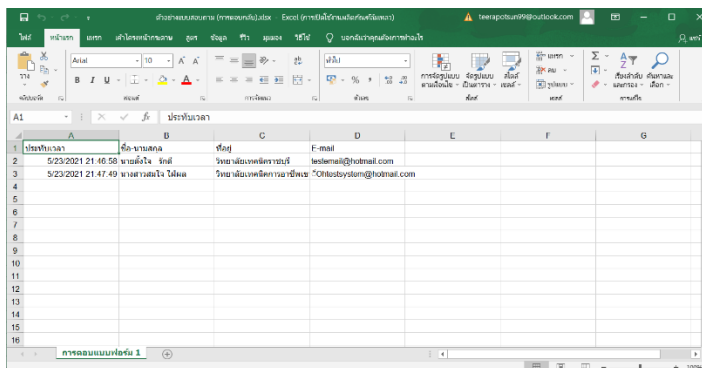 ตัวอย่างแบบสอบถาม (การตอบกลับ).xlsx - Excel (การเปิดใช้งานผลิตภัณฑ์ล้มเหลว)
teerapotsuni99@outlook.com
ไฟล์ หน้าแรก แทรก เค้าโครงหน้ากระดาษ สูตร ข้อมูล รีวิว มุมมอง วิธีใช้ บอกฉันว่าคุณต้องการทำอะไร
วาง
Arial 10
B I U
ทั่วไป
การจัดรูปแบบ ตามเงื่อนไข
จัดรูปแบบ เป็นตาราง
สไตล์ เซลล์
แทรก
ลบ
รูปแบบ
เรียงลำดับ และกรอง
ค้นหาและ เลือก
คลิปบอร์ด ฟอนต์ การจัดแนว ตัวเลข สไตล์ เซลล์ การแก้ไข
A1 fx ประทับเวลา
A B C D E F G
1 ประทับเวลา ชื่อ-นามสกุล ที่อยู่ E-mail
2 5/23/2021 21:46:58 นายตั้งใจ รักดี วิทยาลัยเทคนิคราชบุรี testemail@hotmail.com
3 5/23/2021 21:47:49 นางสาวสมใจ ใฝ่ผล วิทยาลัยเทคนิคการอาชีพเข Ohtestsystem@hotmail.com
4
5
6
7
8
9
10
11
12
13
14
15
16
การตอบแบบฟอร์ม 1
100%